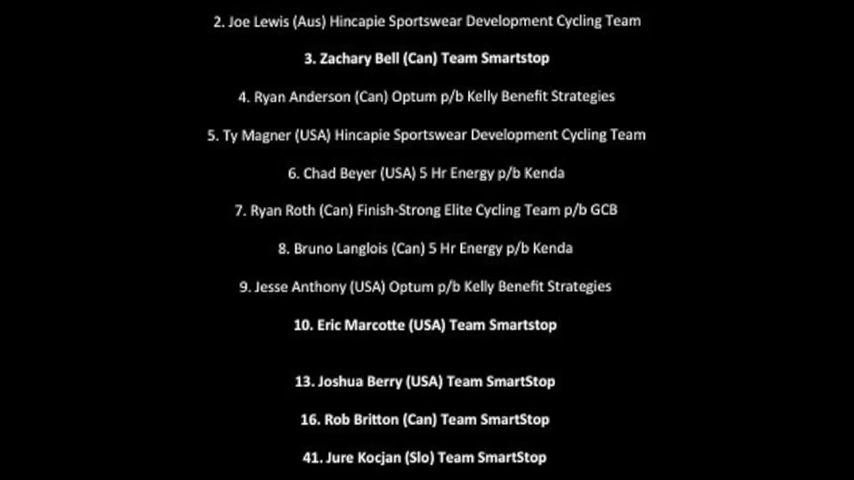 2. Joe Lewis (Aus) Hincapie Sportswear Development Cycling Team
3. Zachary Bell (Can) Team Smartstop
4. Ryan Anderson (Can) Optum p/b Kelly Benefit Strategies
5. Ty Magner (USA) Hincapie Sportswear Development Cycling Team
6. Chad Beyer (USA) 5 Hr Energy p/b Kenda
7. Ryan Roth (Can) Finish-Strong Elite Cycling Team p/b GCB
8. Bruno Langlois (Can) 5 Hr Energy p/b Kenda
9. Jesse Anthony (USA) Optum p/b Kelly Benefit Strategies
10. Eric Marcotte (USA) Team Smartstop
13. Joshua Berry (USA) Team SmartStop
16. Rob Britton (Can) Team SmartStop
41. Jure Kocjan (Slo) Team SmartStop